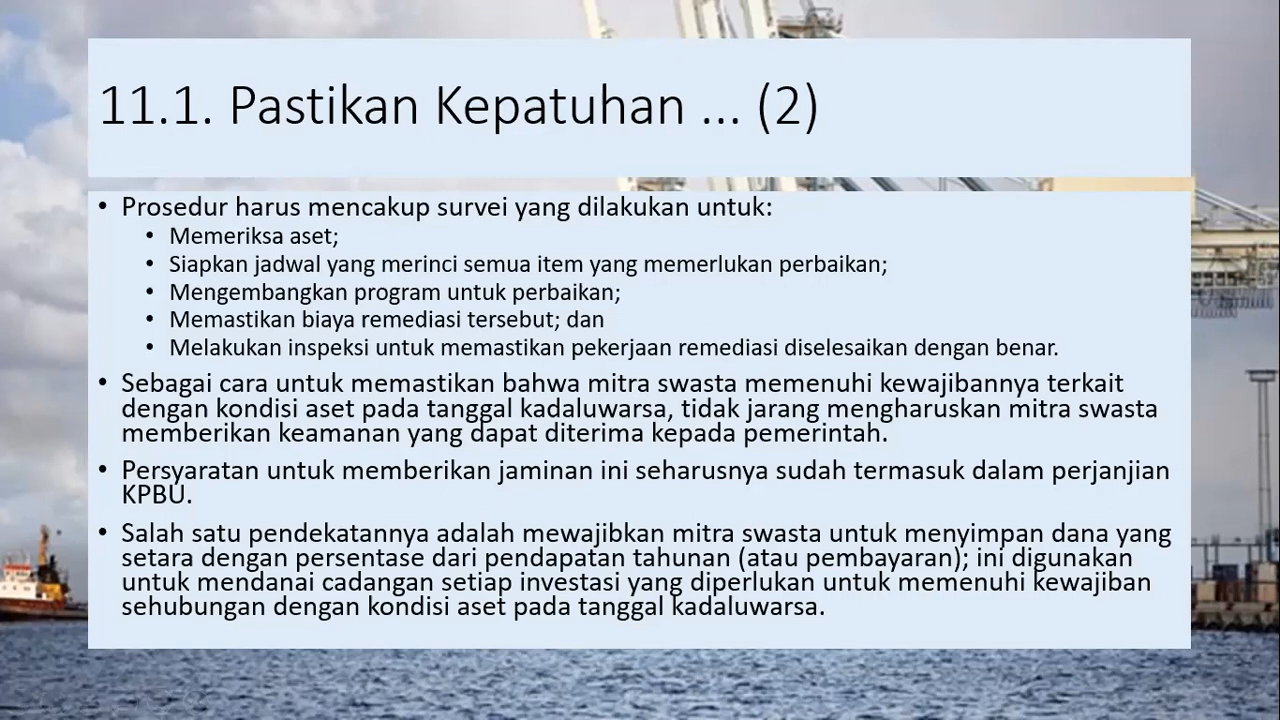 11.1. Pastikan Kepatuhan ... (2)
• Prosedur harus mencakup survei yang dilakukan untuk:
• Memeriksa aset;
• Siapkan jadwal yang merinci semua item yang memerlukan perbaikan;
• Mengembangkan program untuk perbaikan;
• Memastikan biaya remediasi tersebut; dan
• Melakukan inspeksi untuk memastikan pekerjaan remediasi diselesaikan dengan benar.
• Sebagai cara untuk memastikan bahwa mitra swasta memenuhi kewajibannya terkait
dengan kondisi aset pada tanggal kadaluwarsa, tidak jarang mengharuskan mitra swasta
memberikan keamanan yang dapat diterima kepada pemerintah.
• Persyaratan untuk memberikan jaminan ini seharusnya sudah termasuk dalam perjanjian
KPBU.
• Salah satu pendekatannya adalah mewajibkan mitra swasta untuk menyimpan dana yang
setara dengan persentase dari pendapatan tahunan (atau pembayaran); ini digunakan
untuk mendanai cadangan setiap investasi yang diperlukan untuk memenuhi kewajiban
sehubungan dengan kondisi aset pada tanggal kadaluwarsa.